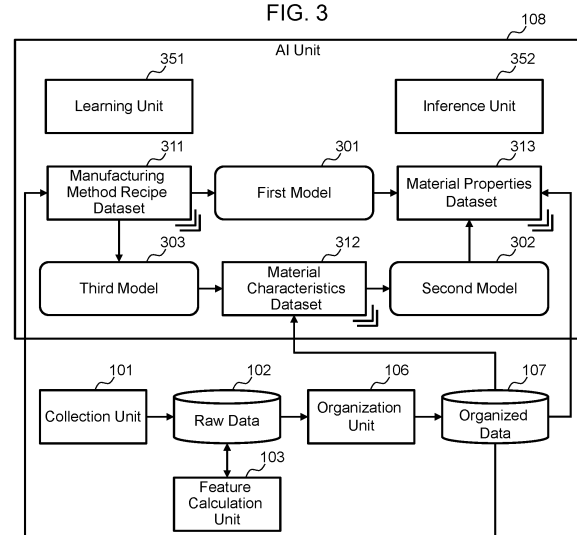 FIG. 3
108
AI Unit
351
352
Learning Unit
Inference Unit
311
301
313
Manufacturing
Method Recipe
Dataset
First Model
Material Properties
Dataset
303
312
302
Third Model
Material
Characteristics
Dataset
Second Model
101
102
106
107
Collection Unit
Raw Data
Organization
Unit
Organized
Data
103
Feature
Calculation
Unit